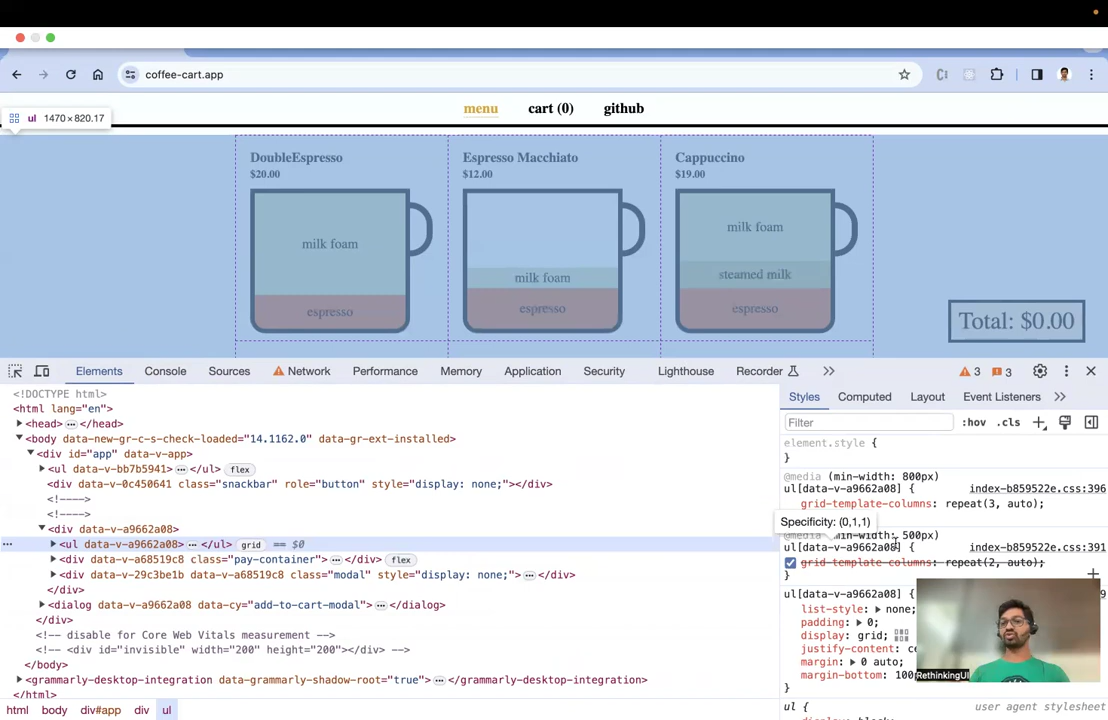 coffee-cart.app
menu cart (0) github
ul 1470×820.17
DoubleEspresso
$20.00
milk foam
espresso
Espresso Macchiato
$12.00
milk foam
espresso
Cappuccino
$19.00
milk foam
steamed milk
espresso
Total: $0.00
Elements Console Sources Network Performance Memory Application Security Lighthouse Recorder 3 3
<!DOCTYPE html>
<html lang="en">
<head> … </head>
<body data-new-gr-c-s-check-loaded="14.1162.0" data-gr-ext-installed>
<div id="app" data-v-app>
<ul data-v-bb7b5941> … </ul> flex
<div data-v-0c450641 class="snackbar" role="button" style="display: none;"></div>
<!---->
<!---->
<div data-v-a9662a08>
… <ul data-v-a9662a08> … </ul> grid == $0
<div data-v-a68519c8 class="pay-container"> … </div> flex
<div data-v-29c3be1b data-v-a68519c8 class="modal" style="display: none;"> … </div>
</div>
<dialog data-v-a9662a08 data-cy="add-to-cart-modal"> … </dialog>
</div>
<!-- disable for Core Web Vitals measurement -->
<!-- <div id="invisible" width="200" height="200"></div> -->
</body>
<grammarly-desktop-integration data-grammarly-shadow-root="true"> … </grammarly-desktop-integration>
</html>
html body div#app div ul
Styles Computed Layout Event Listeners
Filter :hov .cls
element.style {
}
@media (min-width: 800px)
ul[data-v-a9662a08] { index-b859522e.css:396
grid-template-columns: repeat(3, auto);
Specificity: (0,1,1)
@media (min-width: 500px)
ul[data-v-a9662a08] { index-b859522e.css:391
grid-template-columns: repeat(2, auto);
}
ul[data-v-a9662a08] {
list-style: none;
padding: 0;
display: grid;
justify-content:
margin: 0 auto;
margin-bottom:
}
ul { user agent stylesheet
RethinkingUI